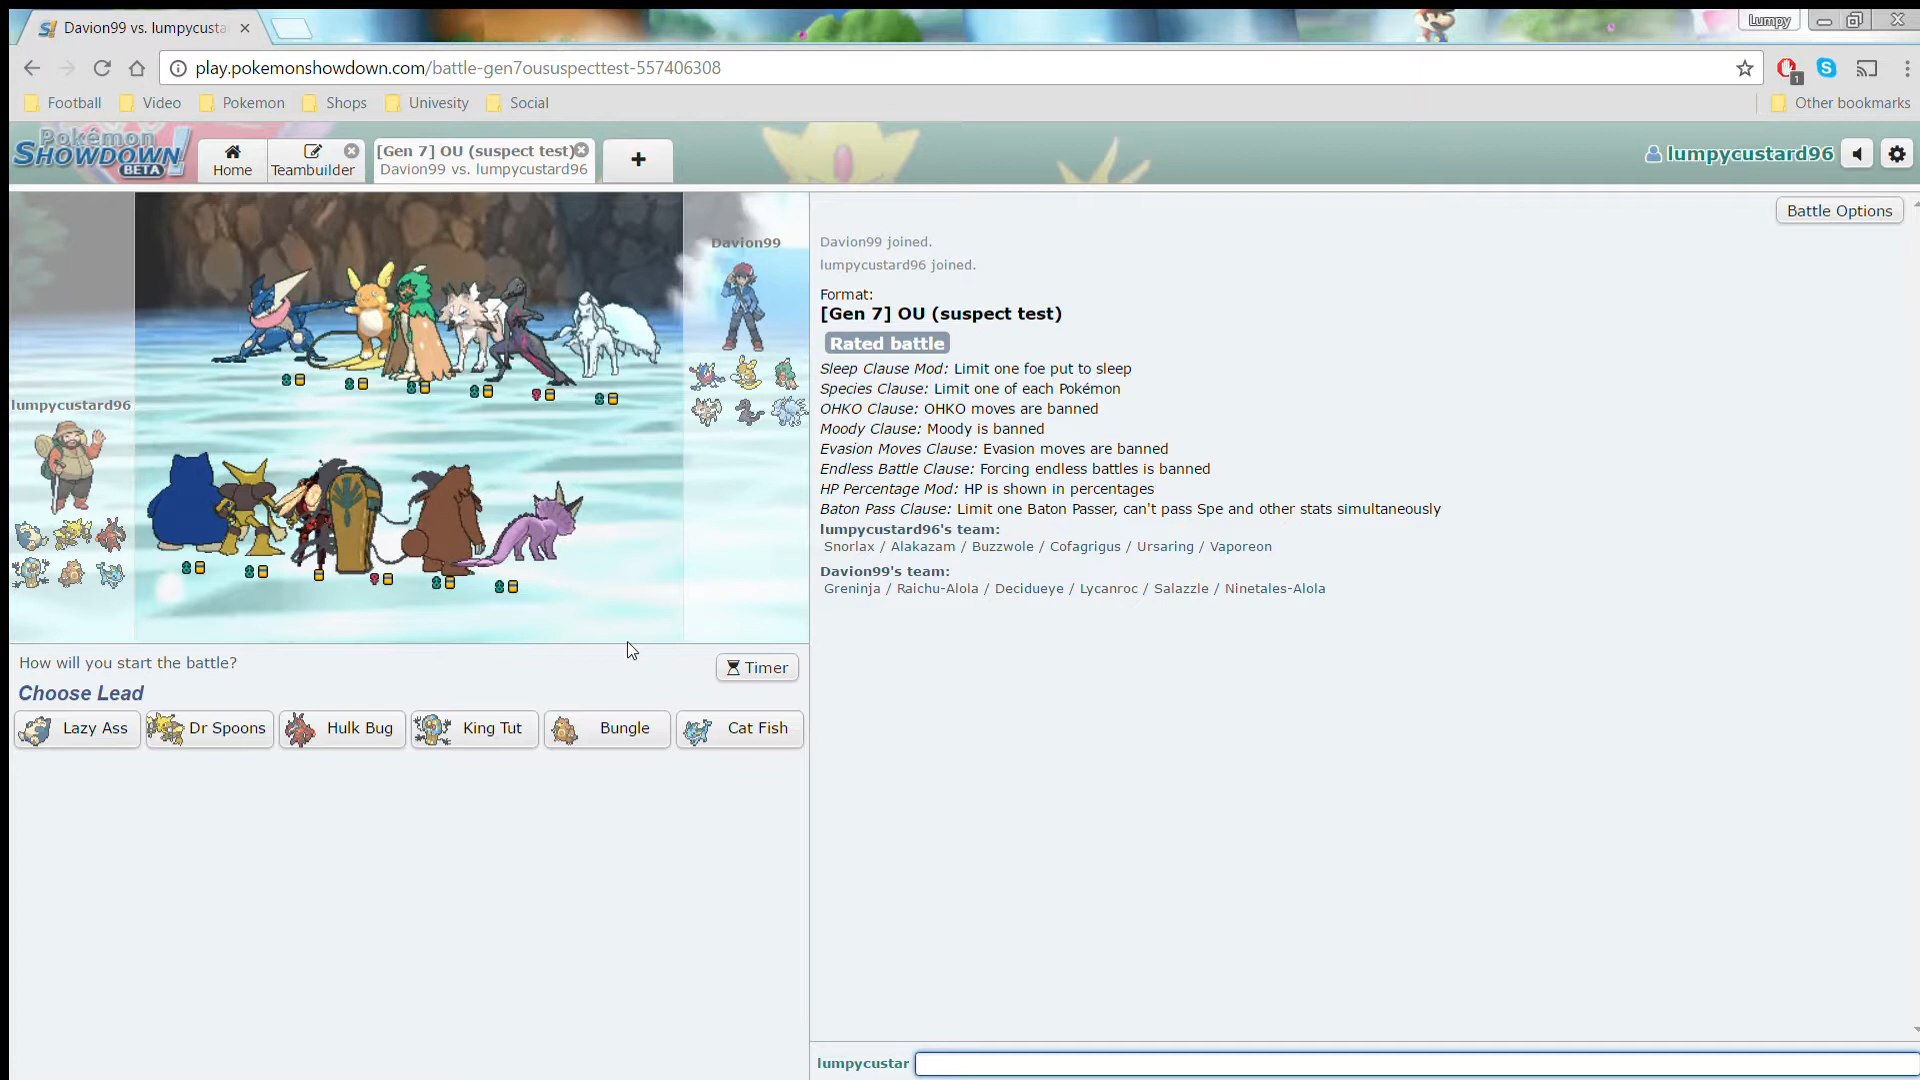 Davion99 vs. lumpycusta
Lumpy
play.pokemonshowdown.com/battle-gen7oususpecttest-557406308
1
Football
Video
Pokemon
Shops
Univesity
Social
Other bookmarks
Pokémon
SHOWDOWN!
BETA
Home
Teambuilder
[Gen 7] OU (suspect test)
Davion99 vs. lumpycustard96
+
lumpycustard96
Battle Options
Davion99
lumpycustard96
Davion99 joined.
lumpycustard96 joined.
Format:
[Gen 7] OU (suspect test)
Rated battle
Sleep Clause Mod: Limit one foe put to sleep
Species Clause: Limit one of each Pokémon
OHKO Clause: OHKO moves are banned
Moody Clause: Moody is banned
Evasion Moves Clause: Evasion moves are banned
Endless Battle Clause: Forcing endless battles is banned
HP Percentage Mod: HP is shown in percentages
Baton Pass Clause: Limit one Baton Passer, can't pass Spe and other stats simultaneously
lumpycustard96's team:
Snorlax / Alakazam / Buzzwole / Cofagrigus / Ursaring / Vaporeon
Davion99's team:
Greninja / Raichu-Alola / Decidueye / Lycanroc / Salazzle / Ninetales-Alola
How will you start the battle?
Timer
Choose Lead
Lazy Ass
Dr Spoons
Hulk Bug
King Tut
Bungle
Cat Fish
lumpycustar